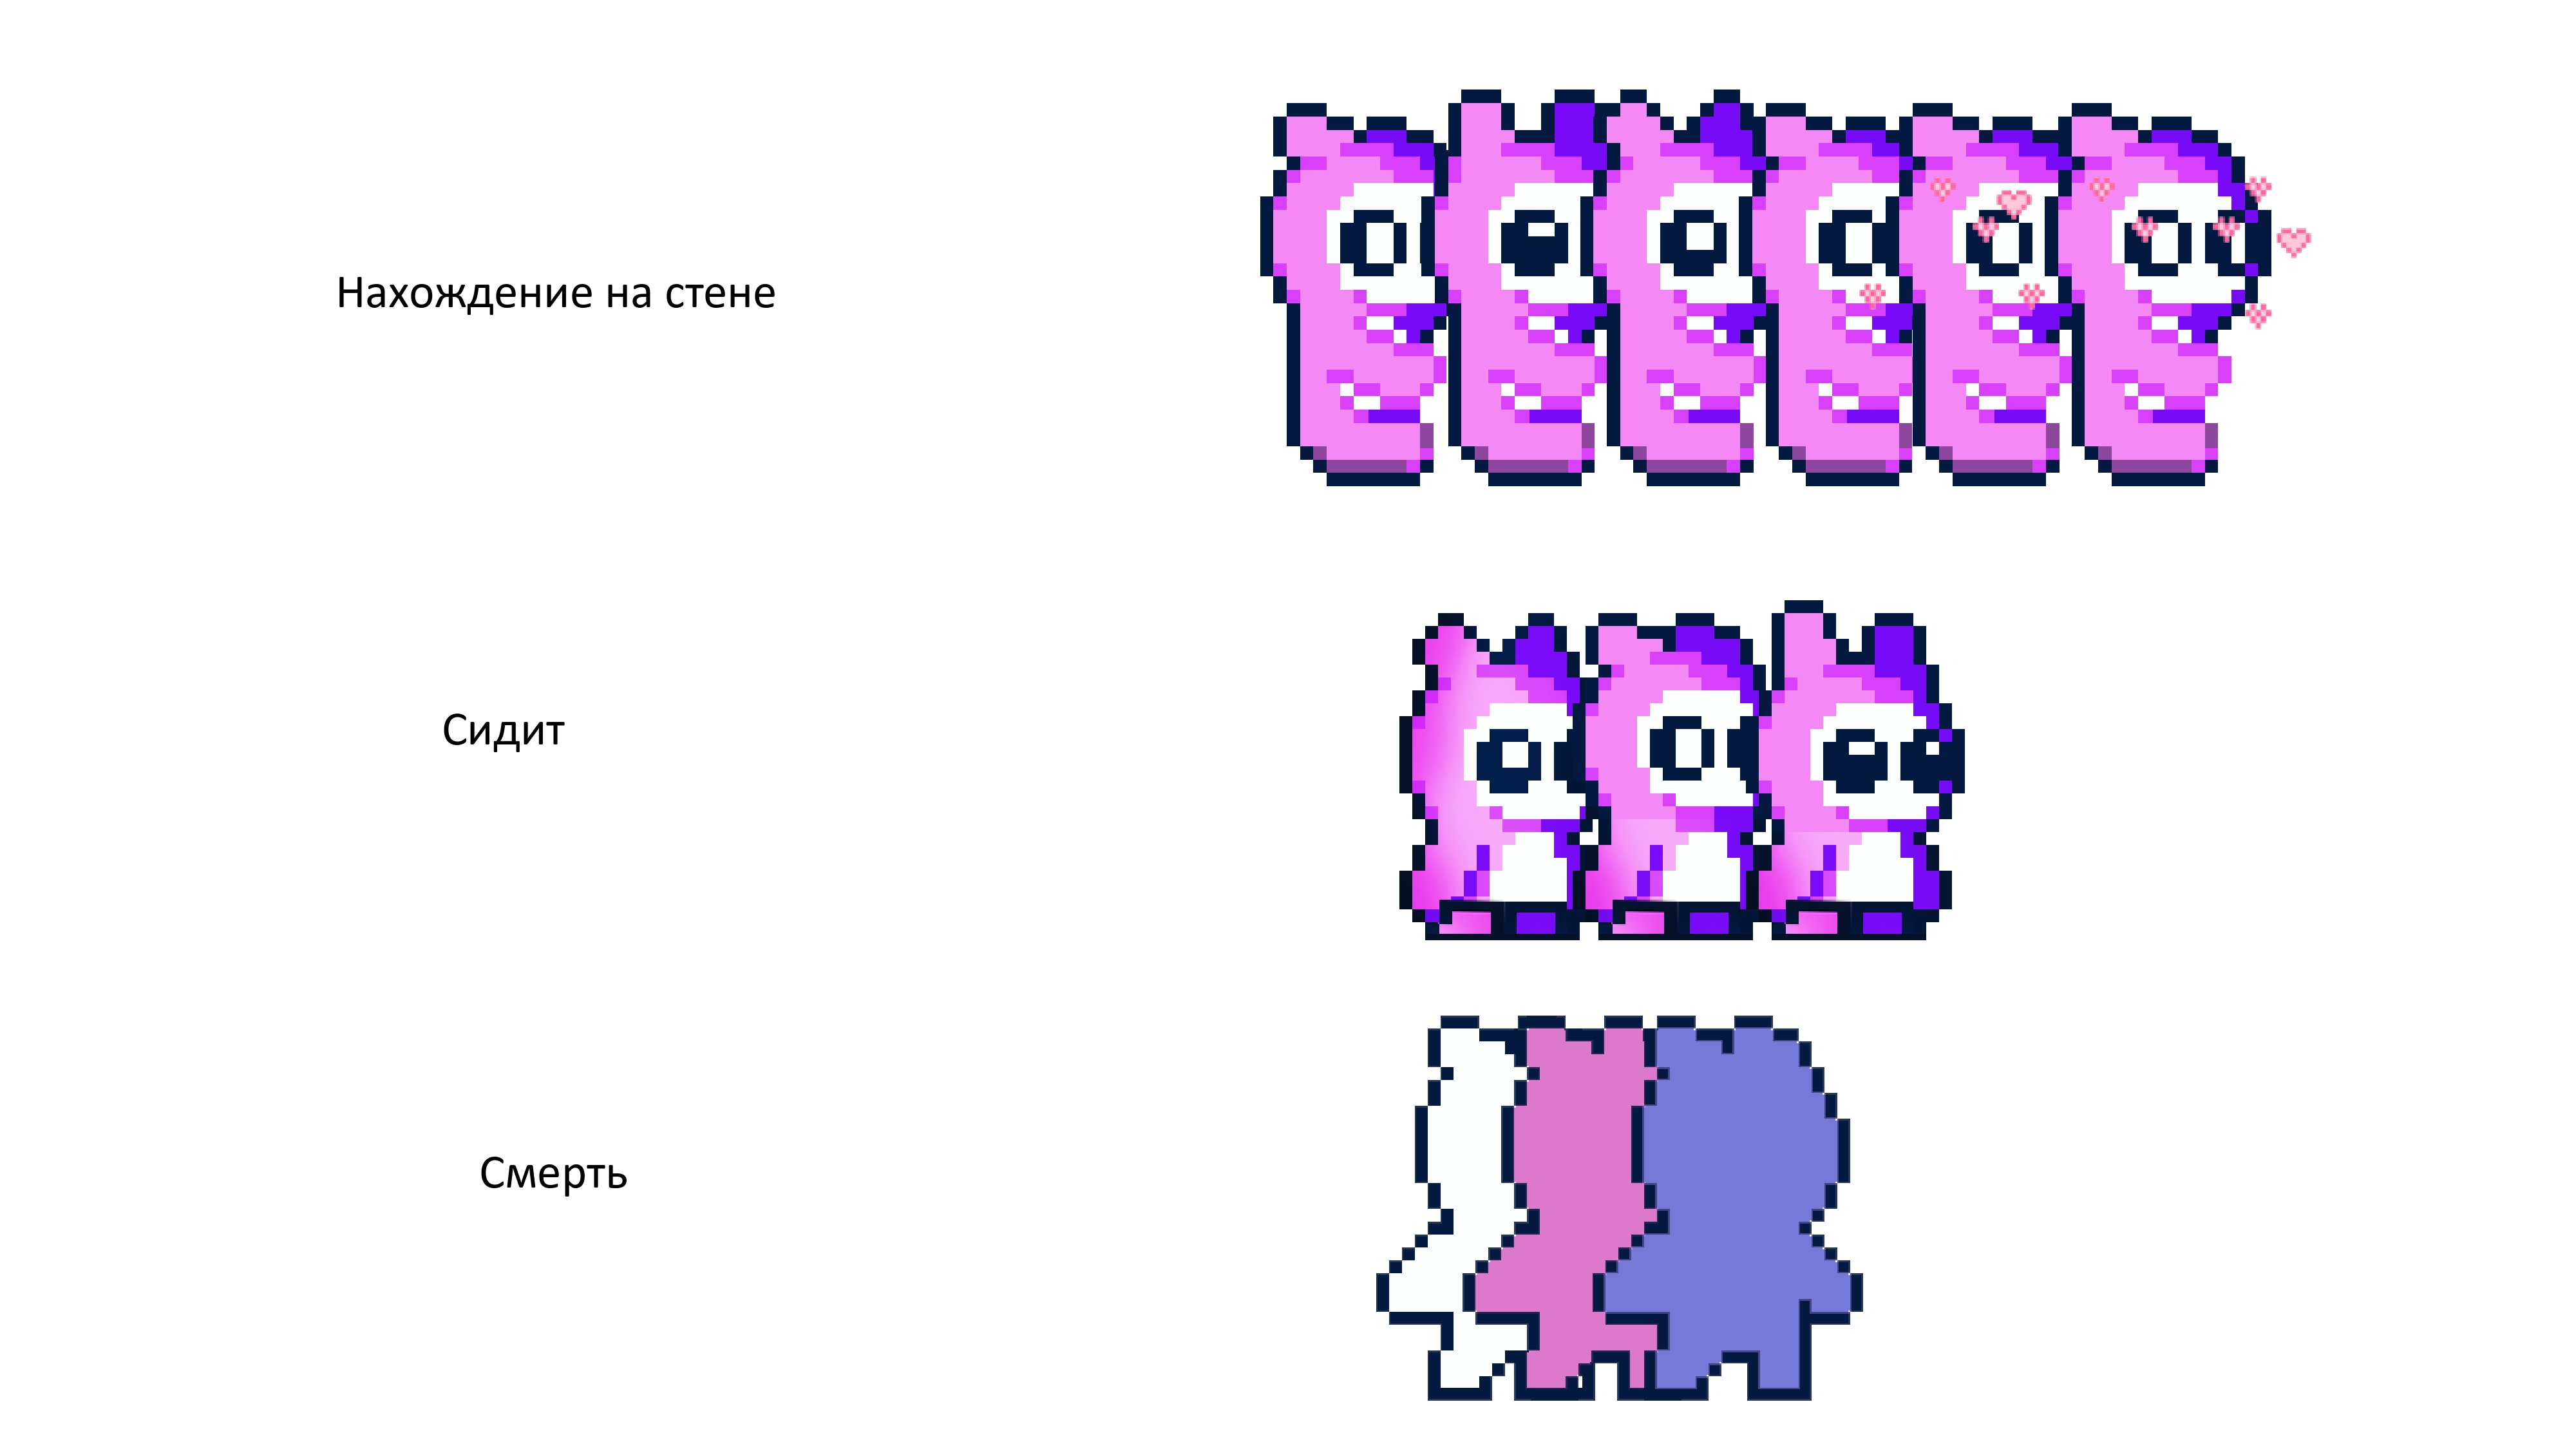 Нахождение на стене
Сидит
Смерть